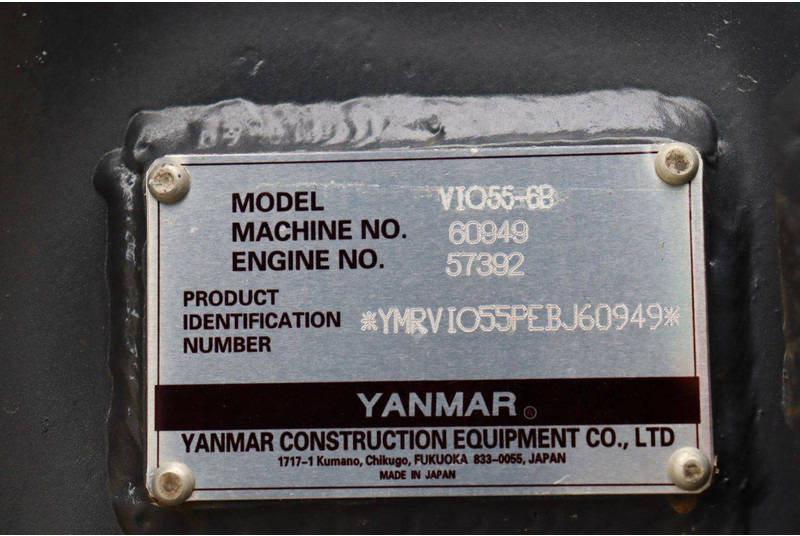 MODEL VIO55-6B
MACHINE NO. 60949
ENGINE NO. 57392
PRODUCT
IDENTIFICATION *YMRVIO55PEBJ60949*
NUMBER
YANMAR ®
YANMAR CONSTRUCTION EQUIPMENT CO., LTD
1717-1 Kumano, Chikugo, FUKUOKA 833-0055, JAPAN
MADE IN JAPAN